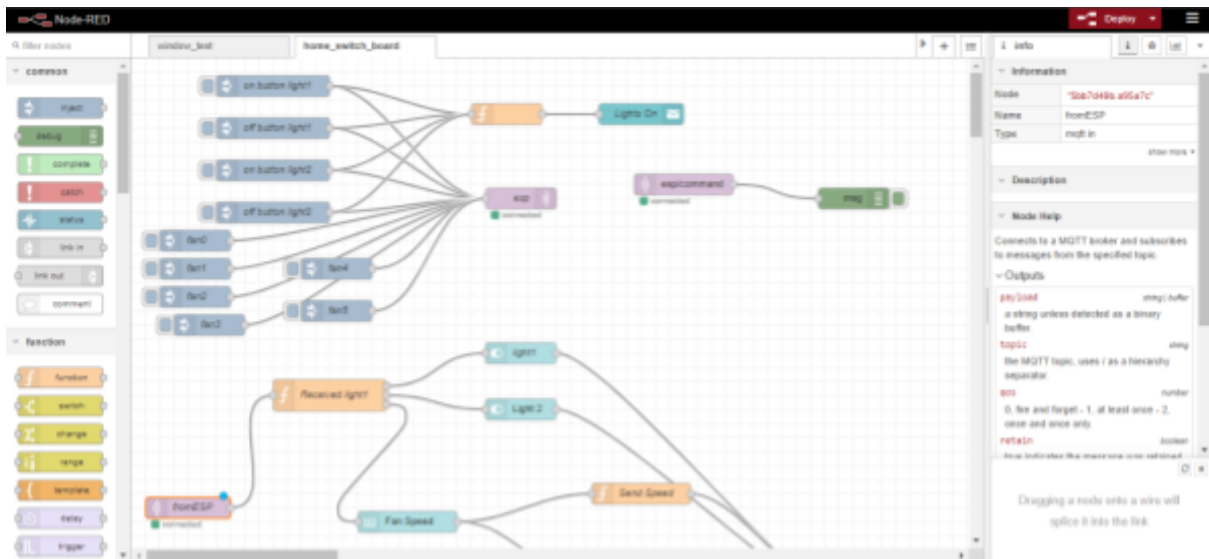 Node-RED
Deploy
filter nodes
window_test
home_switch_board
info
common
inject
debug
complete
catch
status
link in
link out
comment
function
function
switch
change
range
template
delay
trigger
on button light1
off button light1
on button light2
off button light2
fan0
fan1
fan2
fan3
fan4
fan5
Lights On
esp
connected
esp/command
connected
msg
light1
Received light1
Light 2
Send Speed
fromESP
connected
Fan Speed
Information
Node
Name fromESP
Type mqtt in
show more
Description
Node Help
Connects to a MQTT broker and subscribes
to messages from the specified topic.
Outputs
payload string | buffer
a string unless detected as a binary
buffer.
topic string
the MQTT topic, uses / as a hierarchy
separator.
qos number
0, fire and forget - 1, at least once - 2,
once and once only.
retain boolean
true indicates the message was retained
Dragging a node onto a wire will
splice it into the link